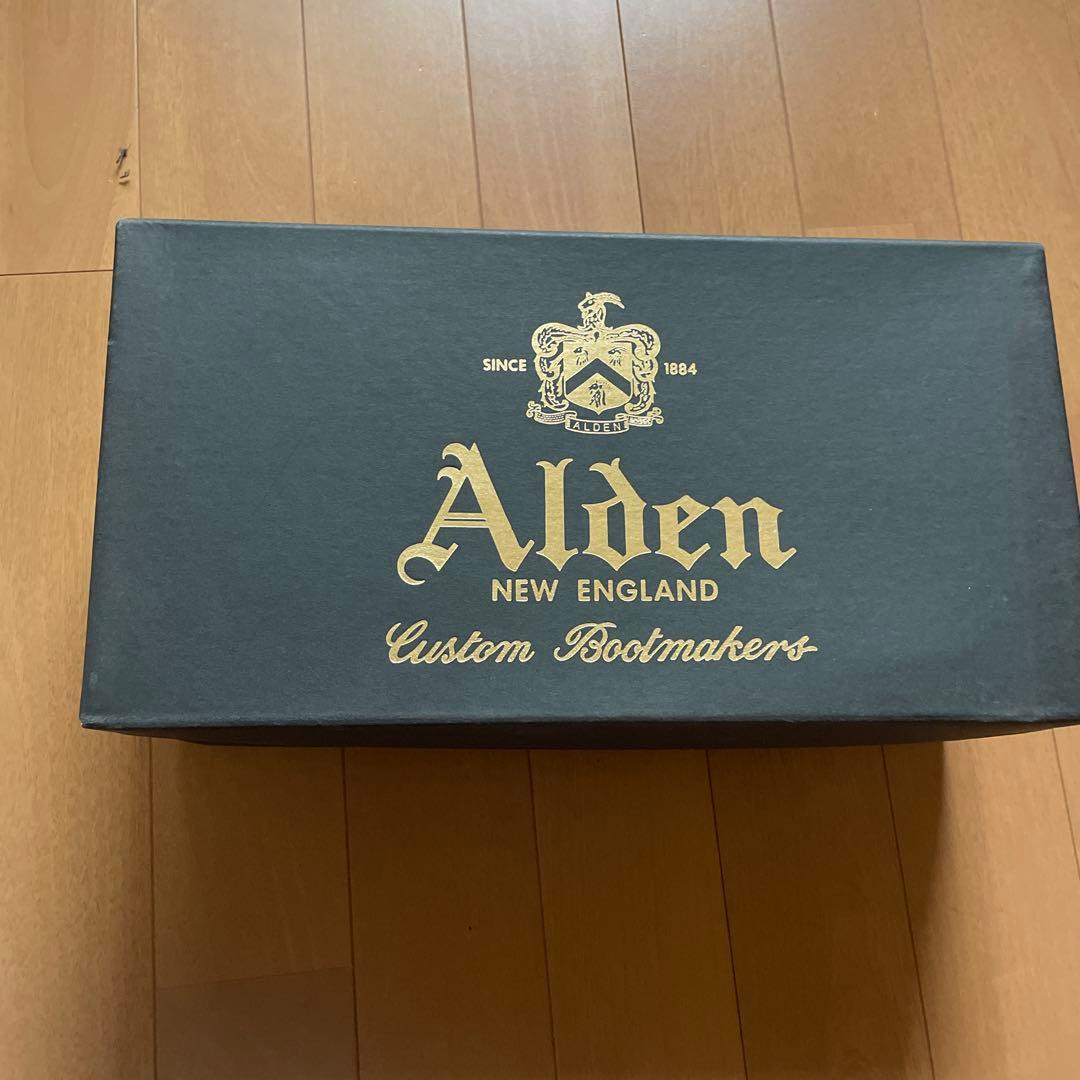 SINCE 1884
ALDEN
Alden
NEW ENGLAND
Custom Bootmakers